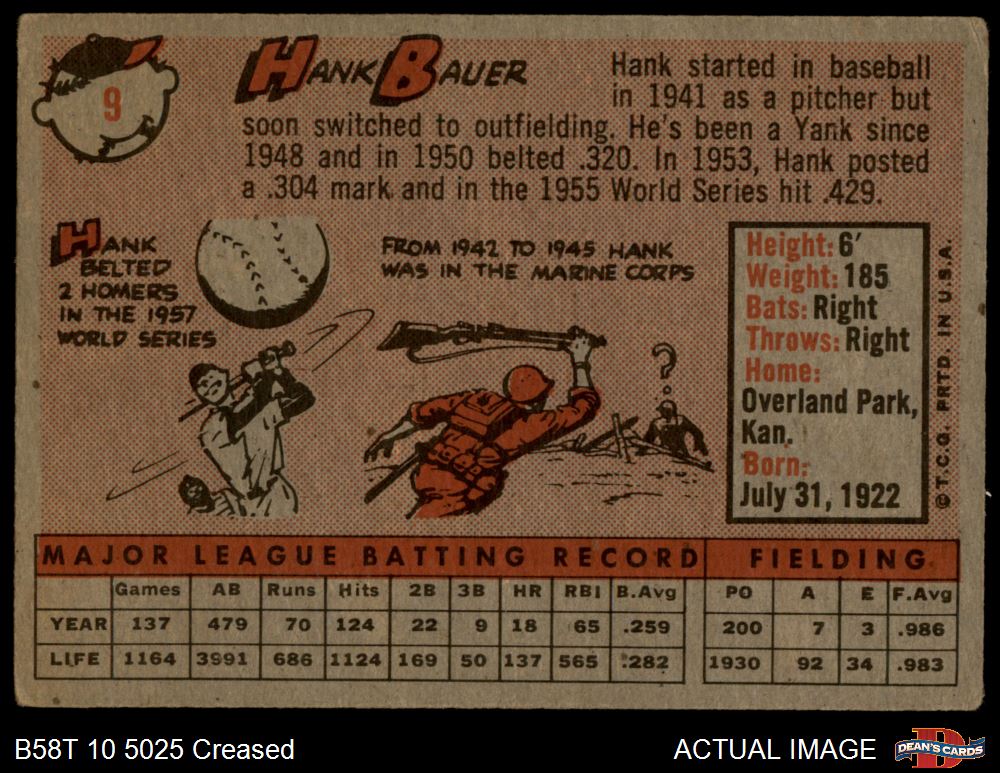 9
HANK BAUER
Hank started in baseball
in 1941 as a pitcher but
soon switched to outfielding. He's been a Yank since
1948 and in 1950 belted .320. In 1953, Hank posted
a .304 mark and in the 1955 World Series hit .429.
HANK
BELTED
2 HOMERS
IN THE 1957
WORLD SERIES
FROM 1942 TO 1945 HANK
WAS IN THE MARINE CORPS
?
Height: 6'
Weight: 185
Bats: Right
Throws: Right
Home:
Overland Park,
Kan.
Born:
July 31, 1922
© T.C.G. PRTD. IN U.S.A.
MAJOR LEAGUE BATTING RECORD FIELDING
Games AB Runs Hits 2B 3B HR RBI B.Avg PO A E F.Avg
YEAR 137 479 70 124 22 9 18 65 .259 200 7 3 .986
LIFE 1164 3991 686 1124 169 50 137 565 .282 1930 92 34 .983
B58T 10 5025 Creased
ACTUAL IMAGE
D
DEAN'S CARDS